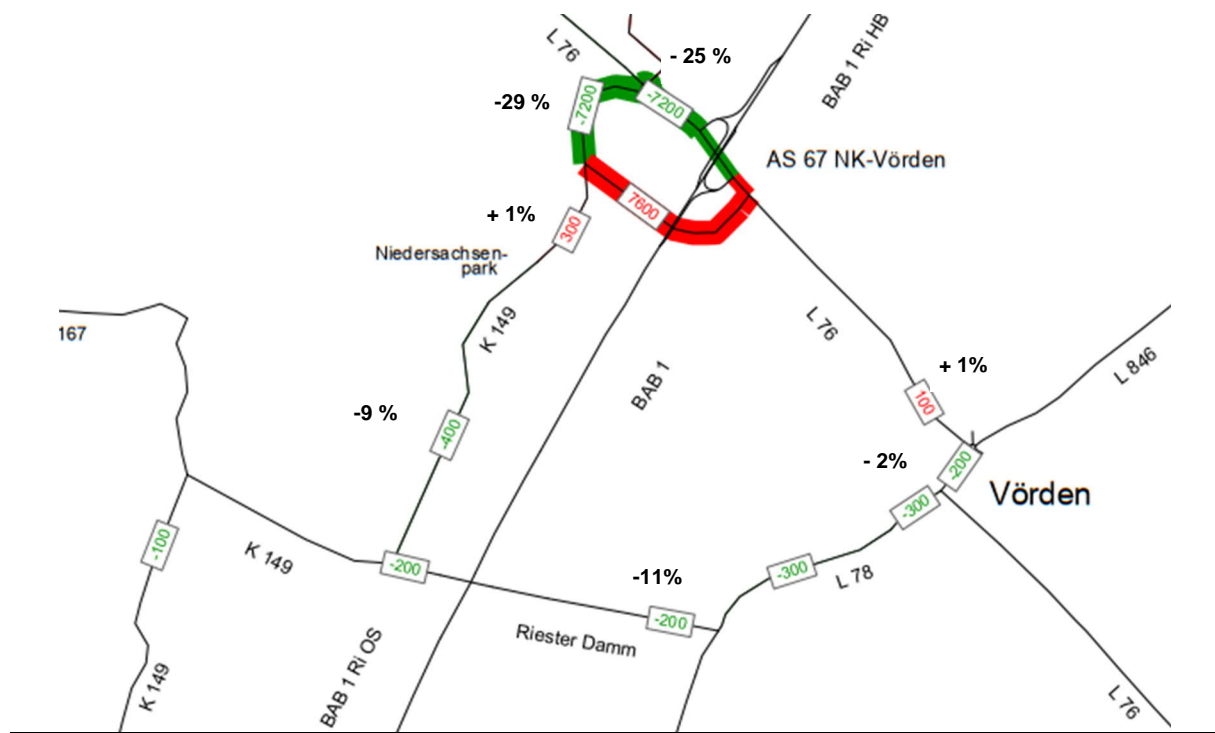 L 76
- 25 %
BAB 1 Ri HB
-29 %
-7200
-7200
AS 67 NK-Vörden
7600
+ 1%
300
Niedersachsen-
park
167
K 149
L 76
BAB 1
+ 1%
L 846
100
-9 %
-400
- 2%
-200
Vörden
-300
-100
K 149
-200
-11%
-300
L 78
-200
Riester Damm
K 149
BAB 1 Ri OS
L 76